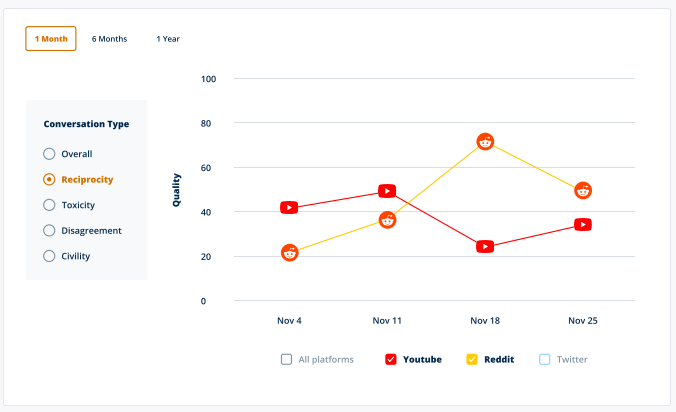 1 Month 6 Months 1 Year
Conversation Type
Overall
Reciprocity
Toxicity
Disagreement
Civility
Quality
100
80
60
40
20
0
Nov 4 Nov 11 Nov 18 Nov 25
All platforms Youtube Reddit Twitter